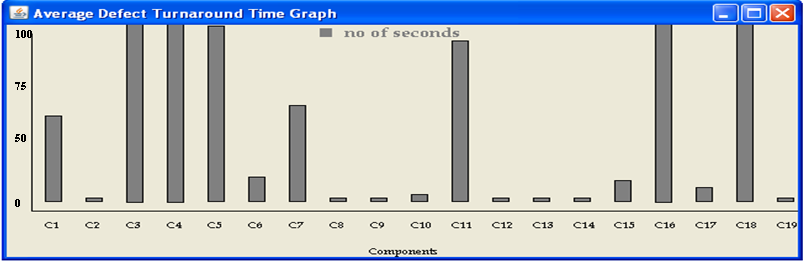 Average Defect Turnaround Time Graph
no of seconds
100
75
50
0
C1 C2 C3 C4 C5 C6 C7 C8 C9 C10 C11 C12 C13 C14 C15 C16 C17 C18 C19
Components